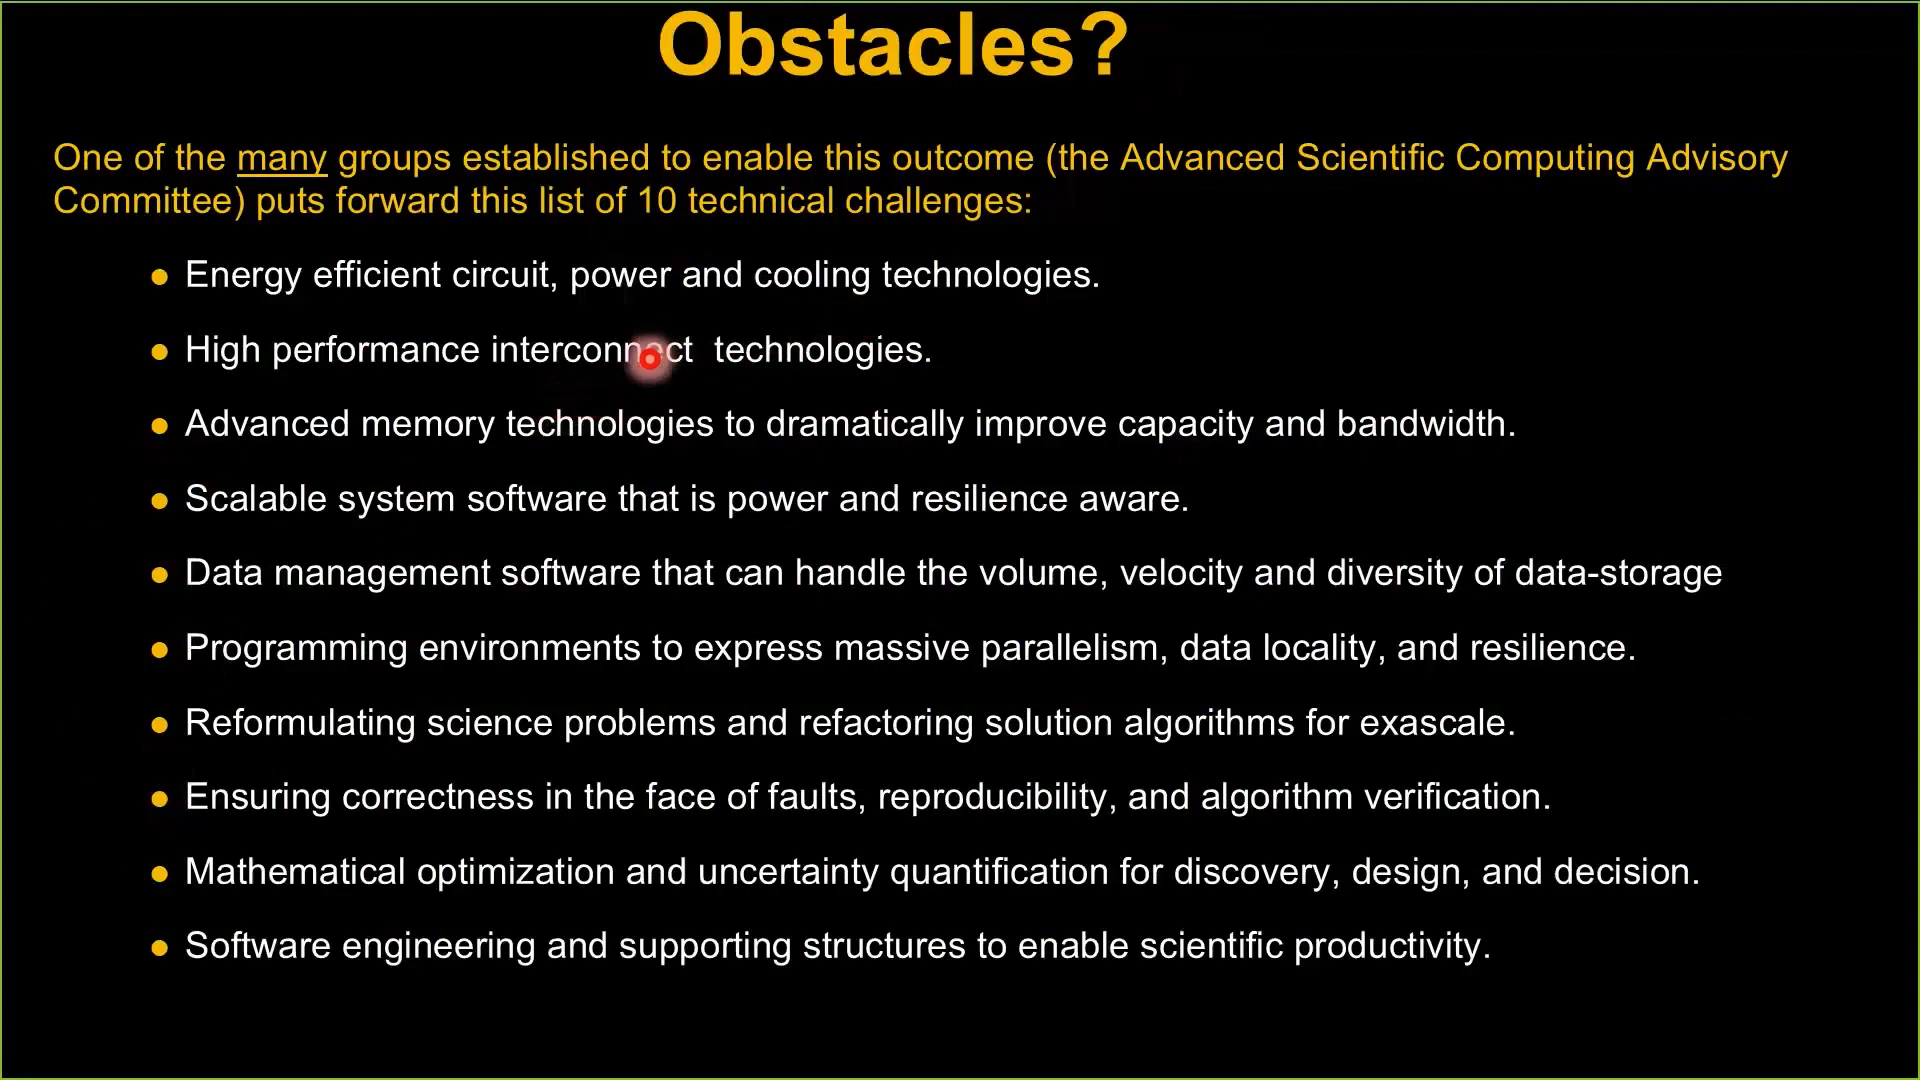 Obstacles?
One of the many groups established to enable this outcome (the Advanced Scientific Computing Advisory
Committee) puts forward this list of 10 technical challenges:
● Energy efficient circuit, power and cooling technologies.
● High performance interconnect technologies.
● Advanced memory technologies to dramatically improve capacity and bandwidth.
● Scalable system software that is power and resilience aware.
● Data management software that can handle the volume, velocity and diversity of data-storage
● Programming environments to express massive parallelism, data locality, and resilience.
● Reformulating science problems and refactoring solution algorithms for exascale.
● Ensuring correctness in the face of faults, reproducibility, and algorithm verification.
● Mathematical optimization and uncertainty quantification for discovery, design, and decision.
● Software engineering and supporting structures to enable scientific productivity.